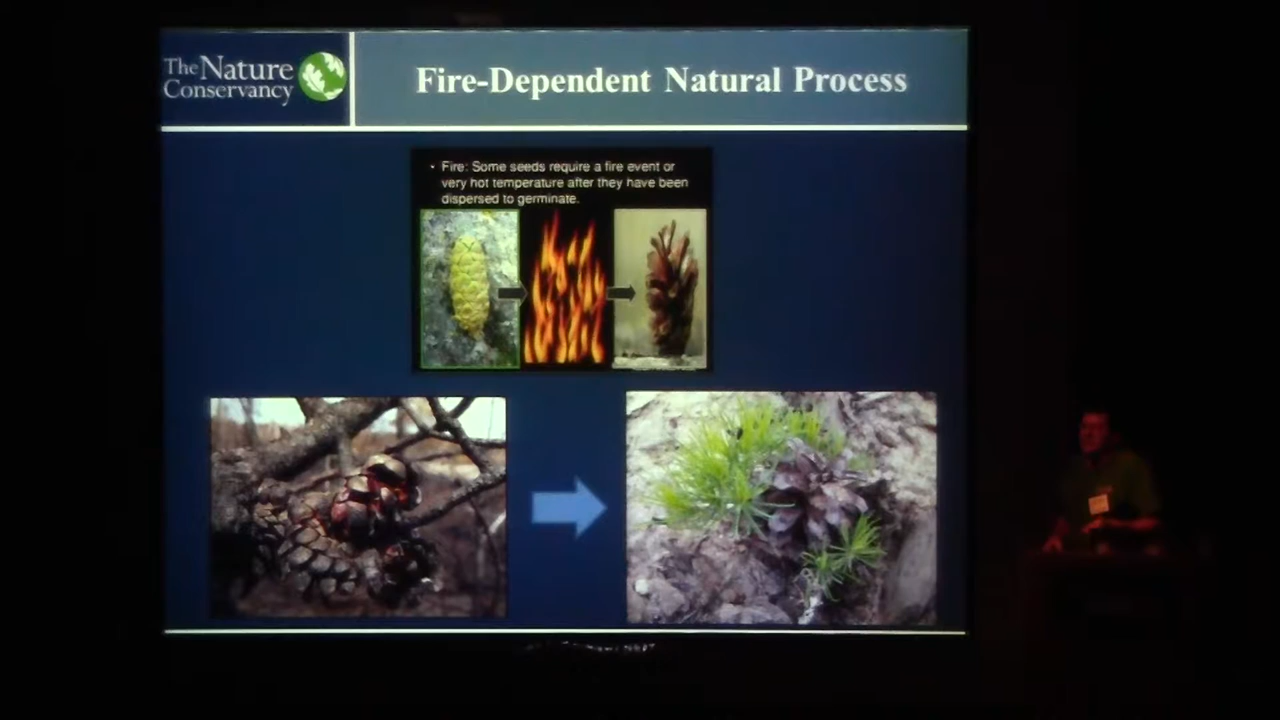 The Nature
Conservancy
Fire-Dependent Natural Process
• Fire: Some seeds require a fire event or
very hot temperature after they have been
dispersed to germinate.